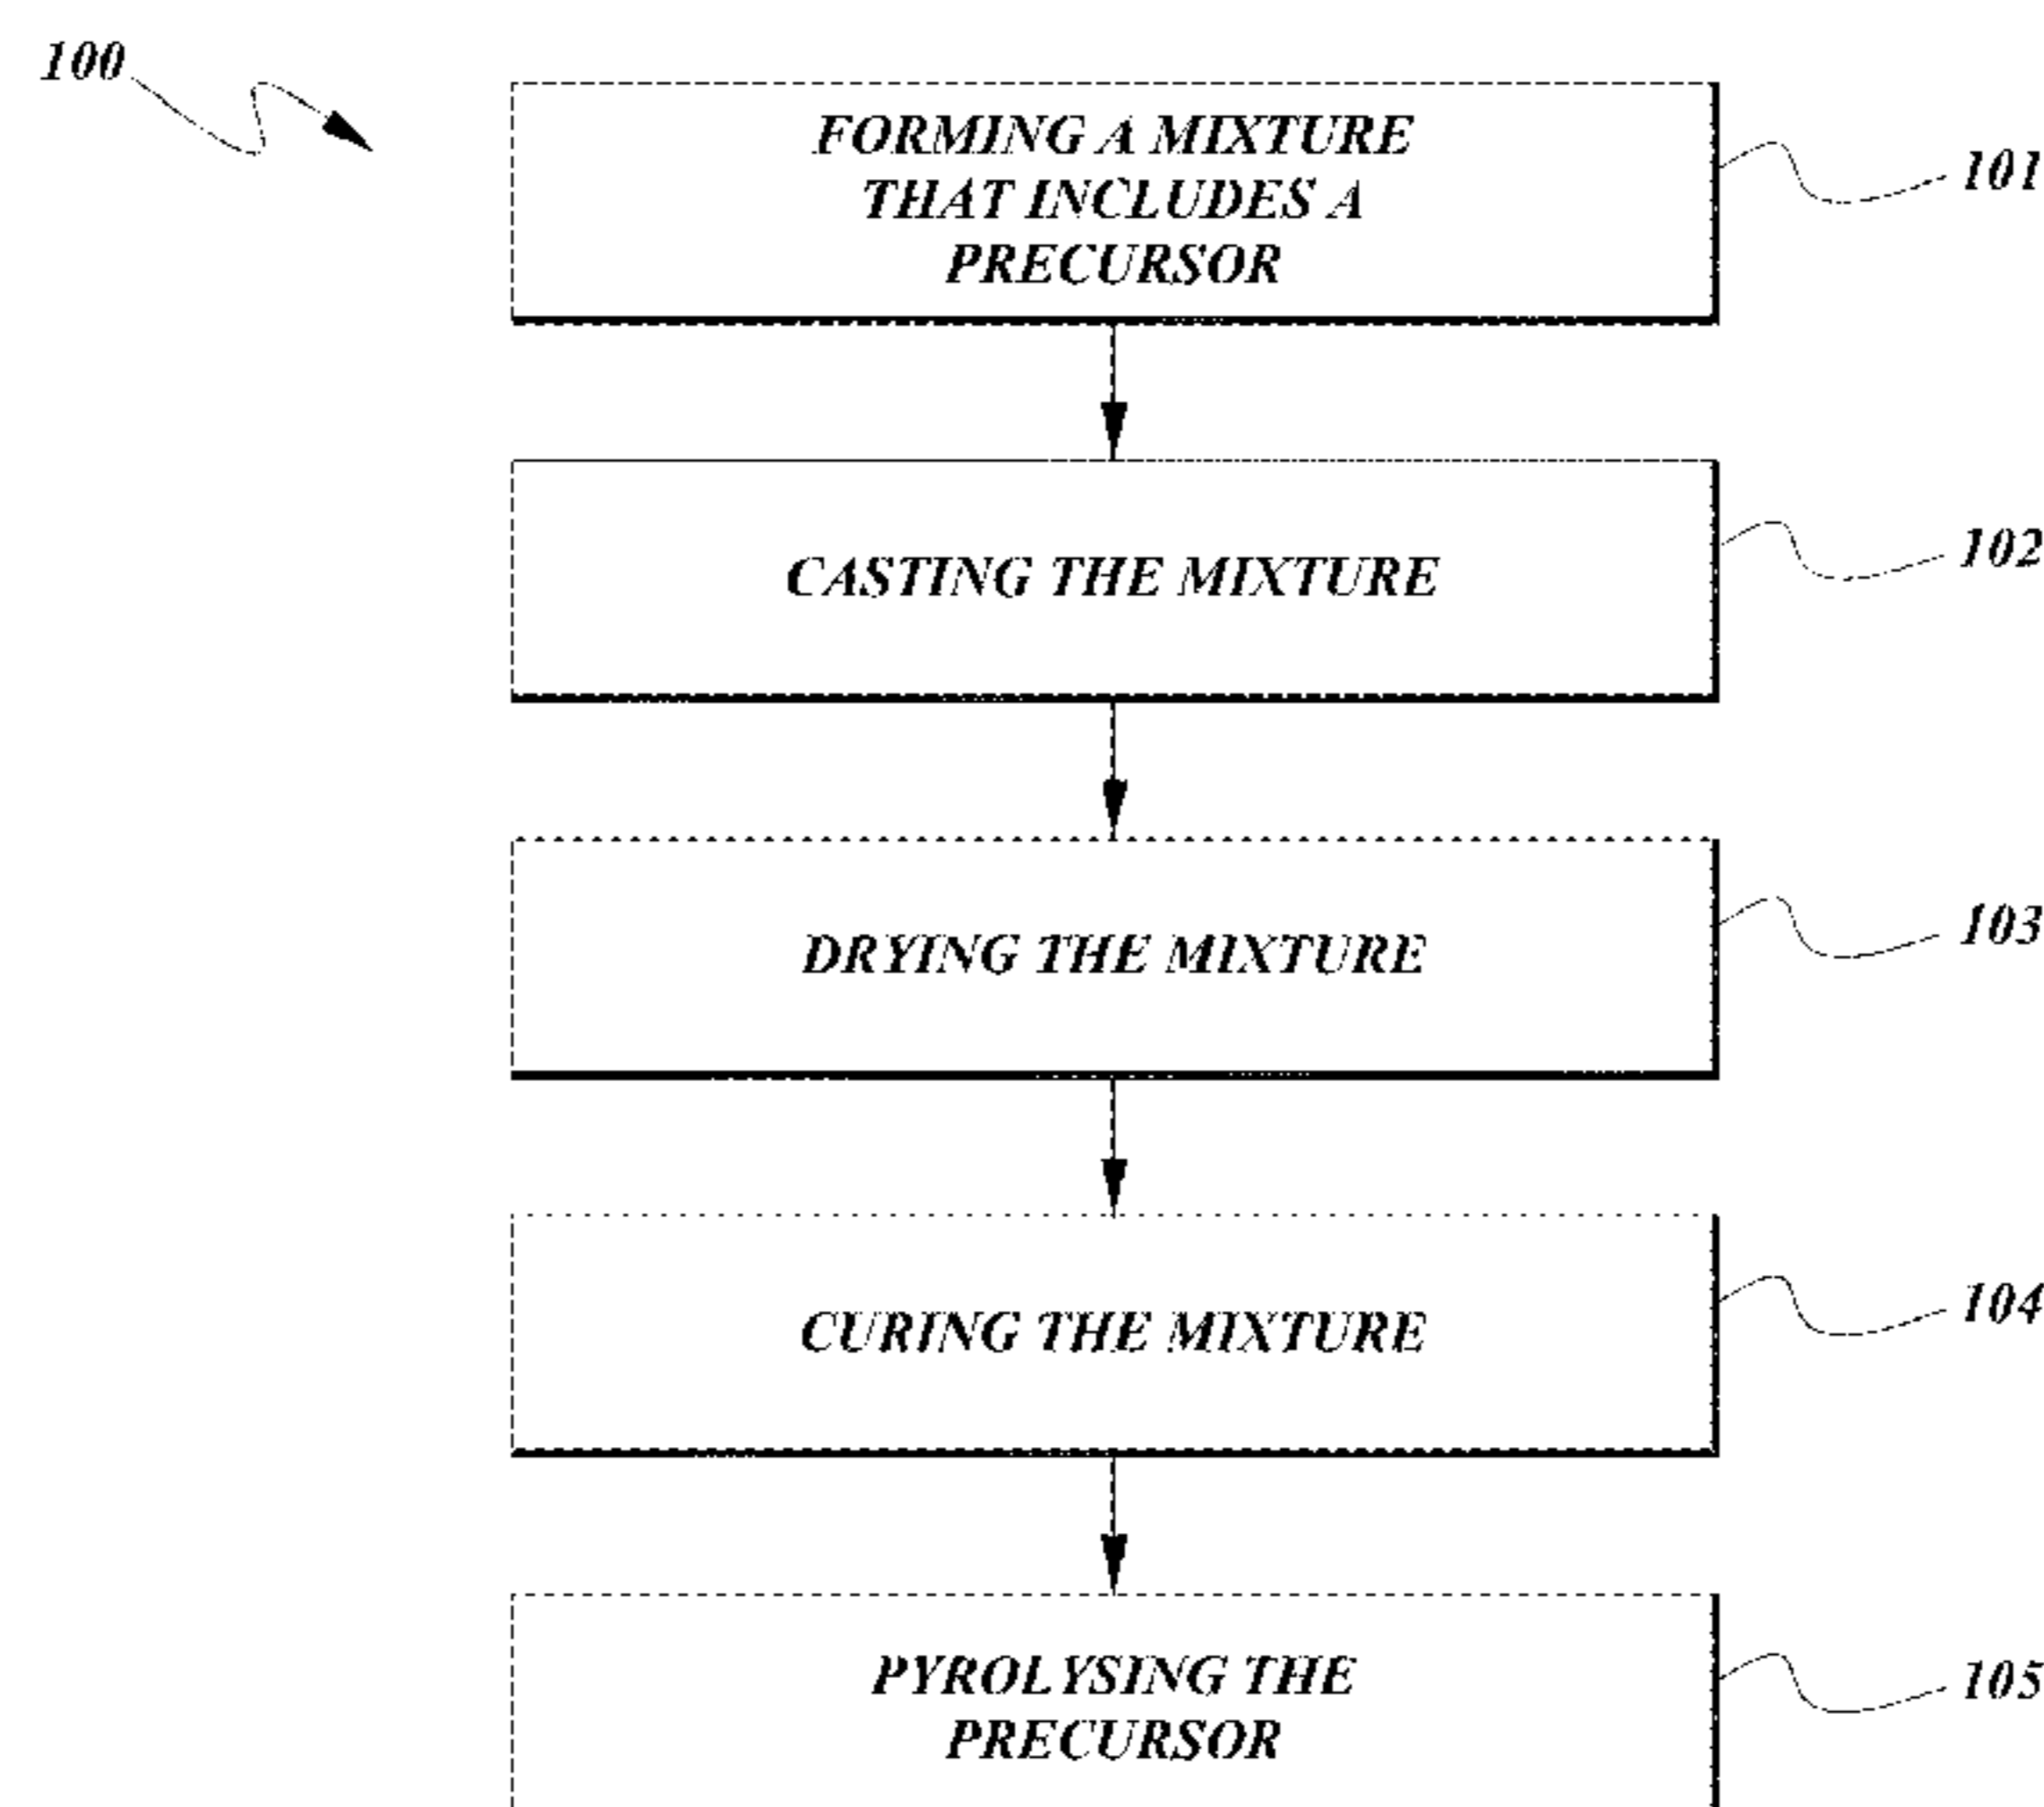 100
FORMING A MIXTURE
THAT INCLUDES A
PRECURSOR
101
CASTING THE MIXTURE
102
DRYING THE MIXTURE
103
CURING THE MIXTURE
104
PYROLYSING THE
PRECURSOR
105